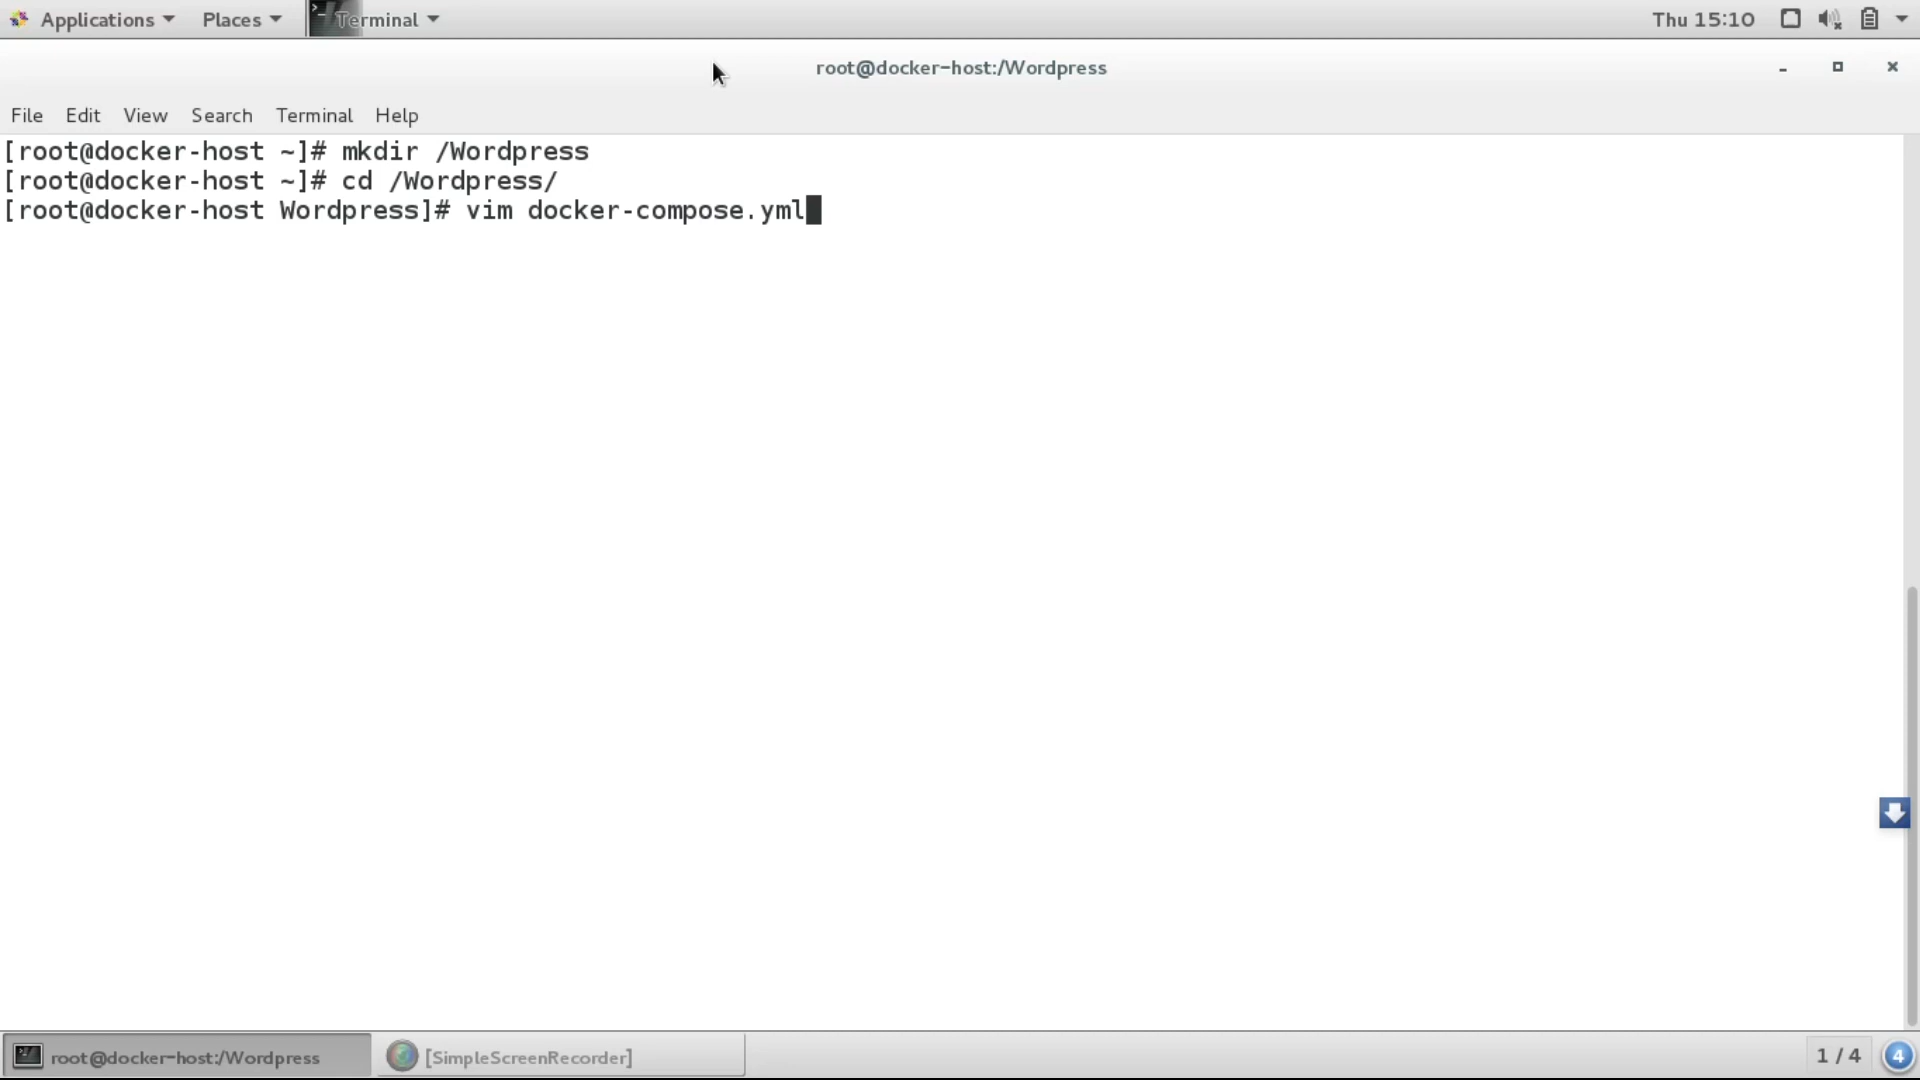 Applications Places Terminal Thu 15:10
root@docker-host:/Wordpress
File Edit View Search Terminal Help
[root@docker-host ~]# mkdir /Wordpress
[root@docker-host ~]# cd /Wordpress/
[root@docker-host Wordpress]# vim docker-compose.yml
root@docker-host:/Wordpress [SimpleScreenRecorder] 1 / 4 4